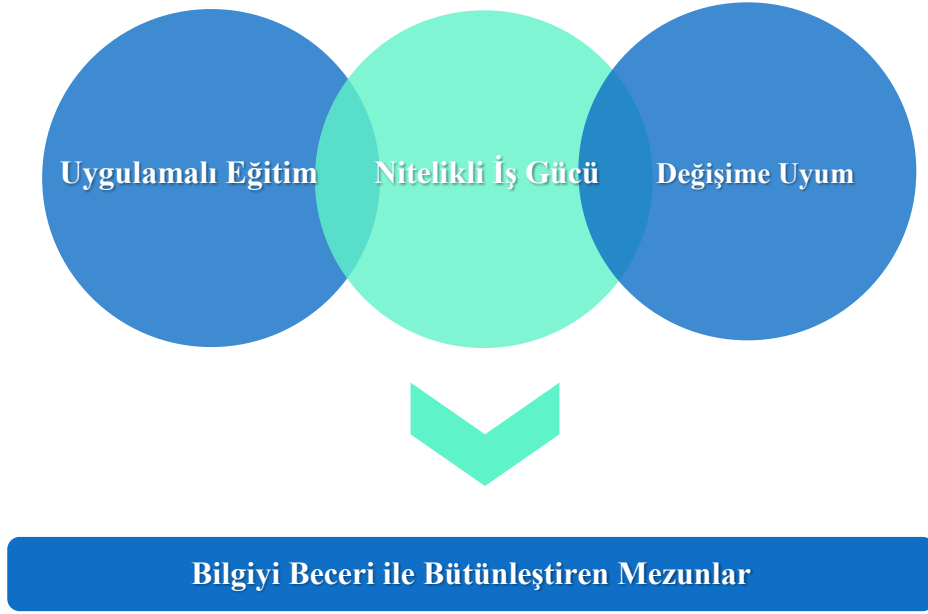 Uygulamalı Eğitim
Nitelikli İş Gücü
Değişime Uyum
Bilgiyi Beceri ile Bütünleştiren Mezunlar